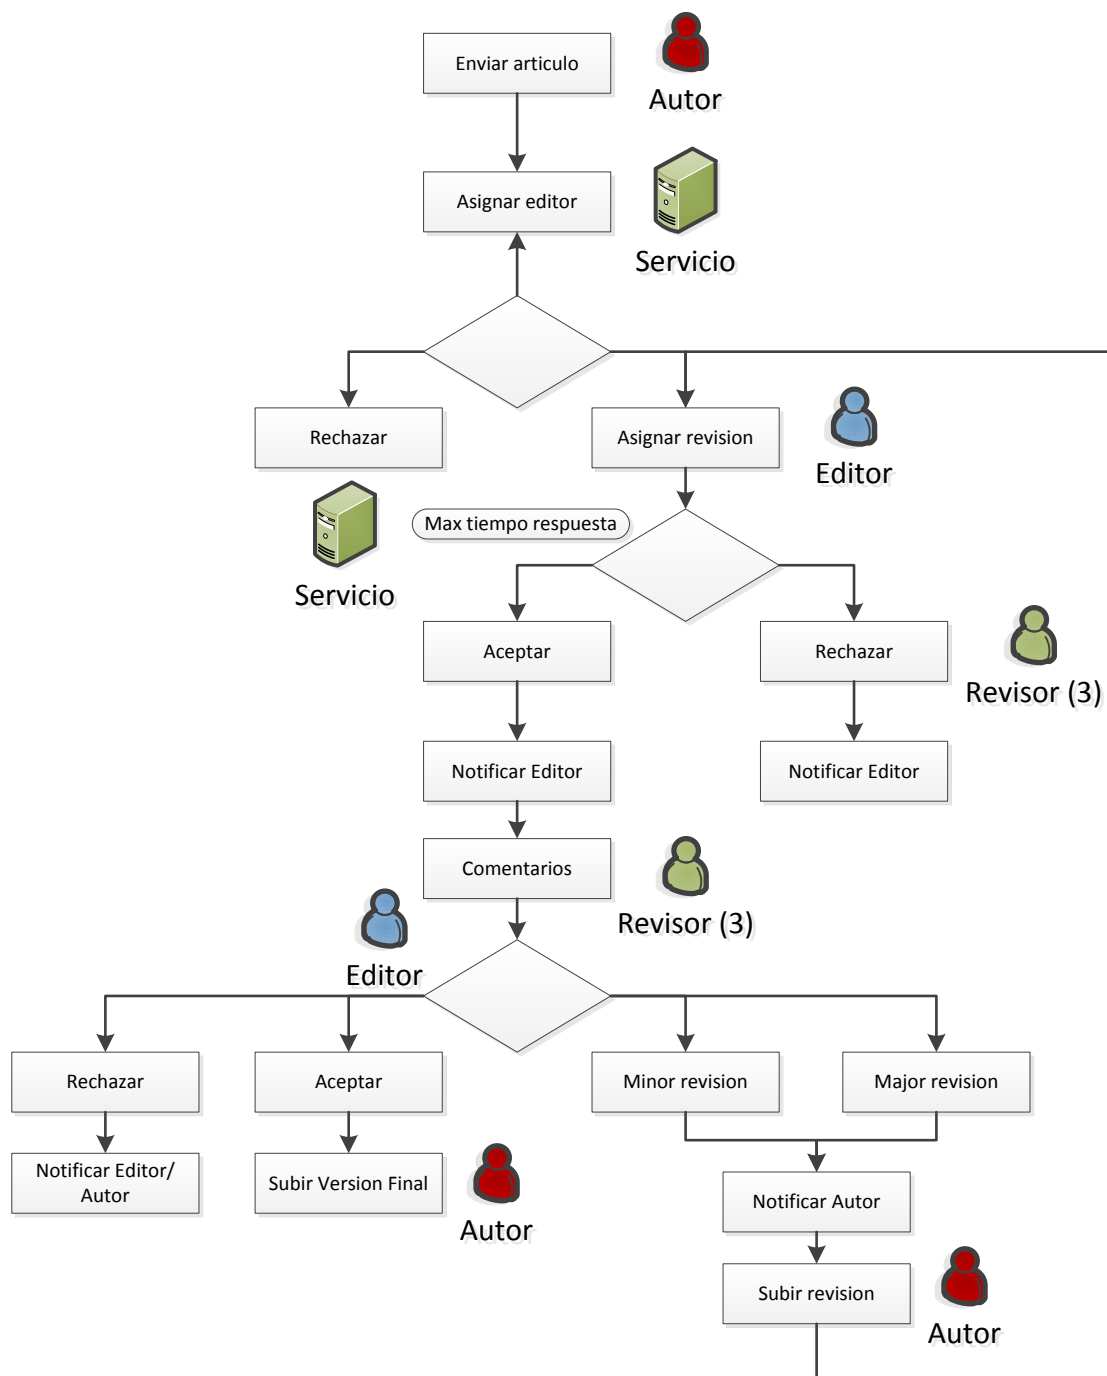 Enviar articulo
Autor
Asignar editor
Servicio
Rechazar
Asignar revision
Editor
Servicio
Max tiempo respuesta
Aceptar
Rechazar
Revisor (3)
Notificar Editor
Notificar Editor
Comentarios
Revisor (3)
Editor
Rechazar
Aceptar
Minor revision
Major revision
Notificar Editor/
Autor
Subir Version Final
Autor
Notificar Autor
Subir revision
Autor